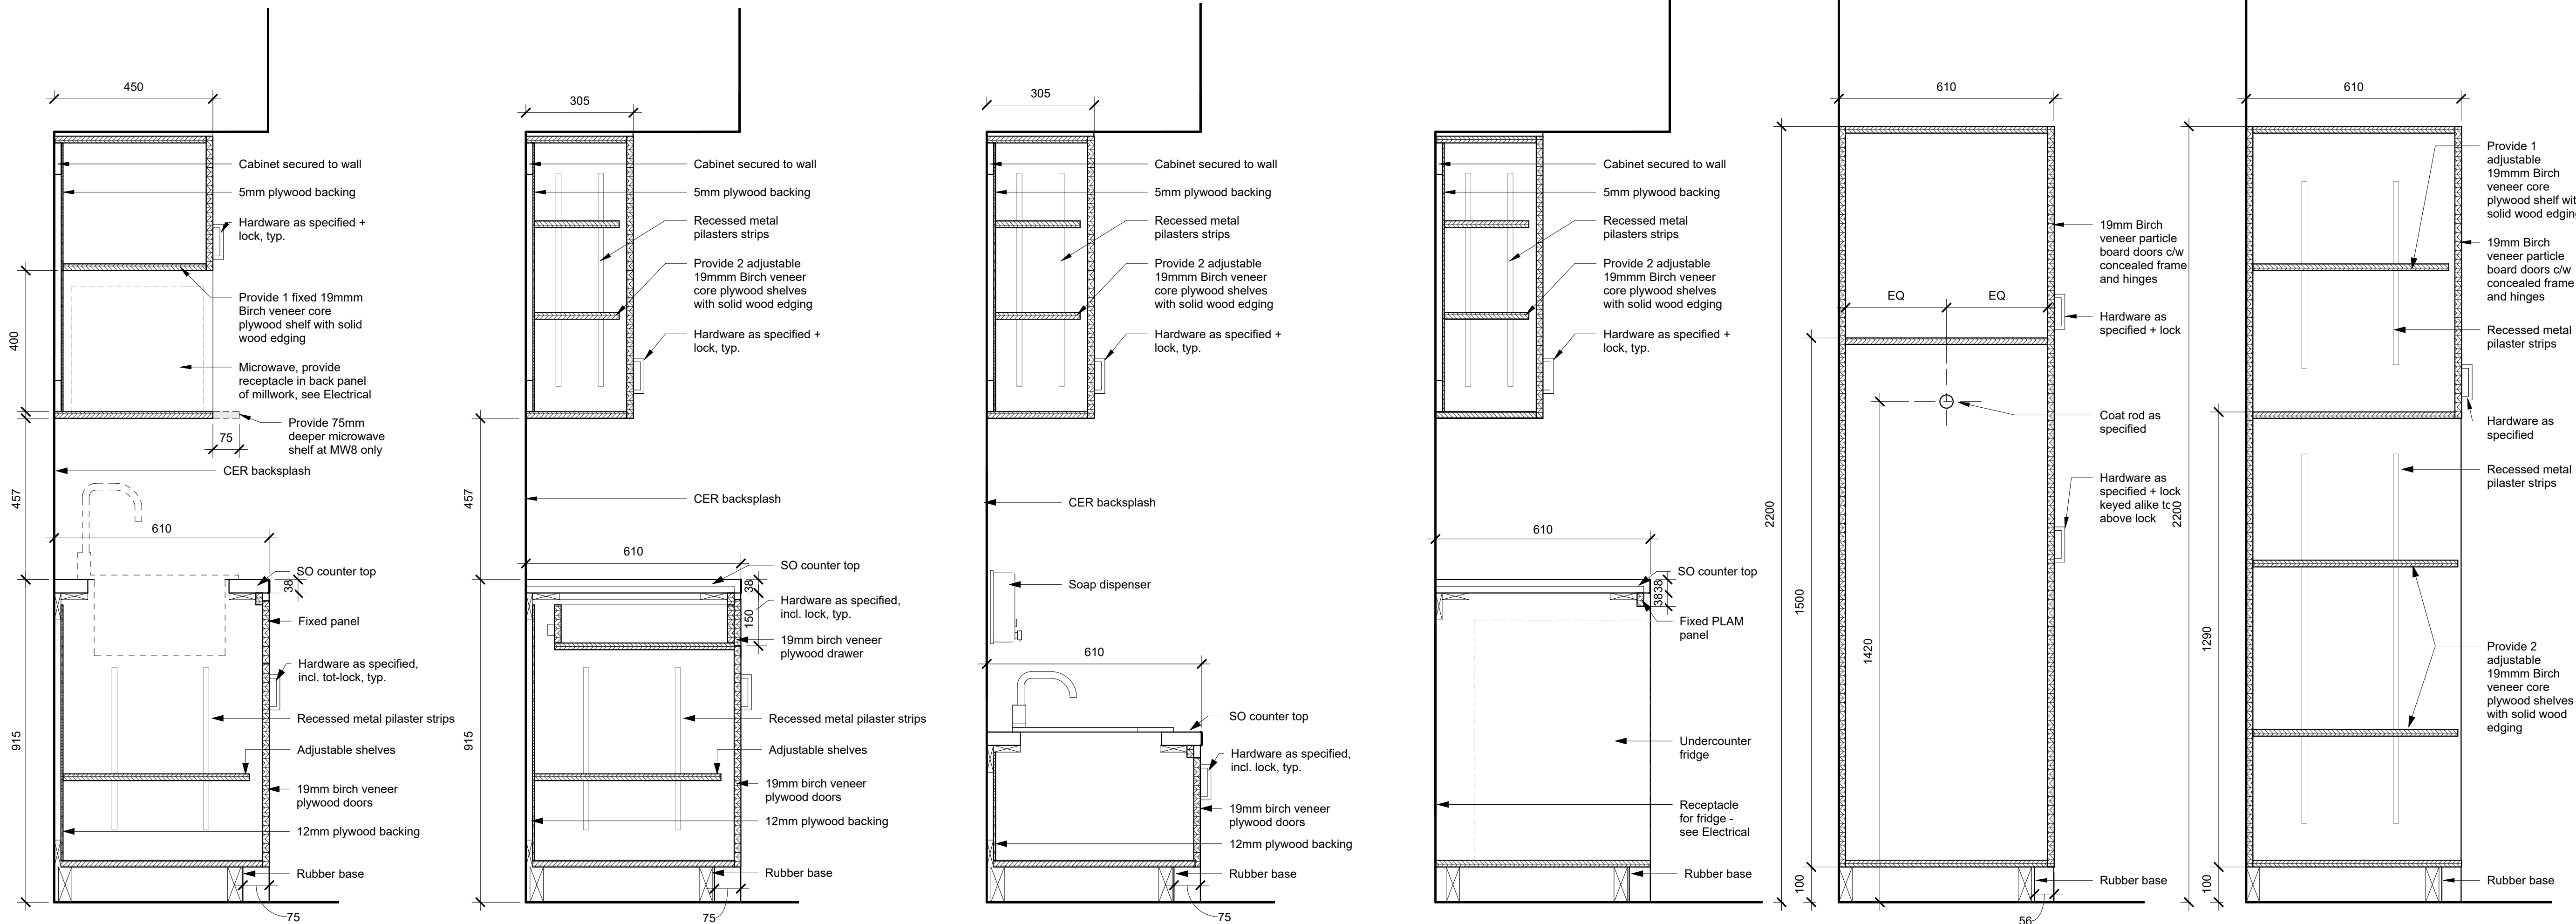 450
Cabinet secured to wall
5mm plywood backing
Hardware as specified +
lock, typ.
Provide 1 fixed 19mmm
Birch veneer core
plywood shelf with solid
wood edging
400
Microwave, provide
receptacle in back panel
of millwork, see Electrical
Provide 75mm
deeper microwave
shelf at MW8 only
75
CER backsplash
457
610
SO counter top
38
Fixed panel
Hardware as specified,
incl. tot-lock, typ.
Recessed metal pilaster strips
915
Adjustable shelves
19mm birch veneer
plywood doors
12mm plywood backing
Rubber base
75
305
Cabinet secured to wall
5mm plywood backing
Recessed metal
pilasters strips
Provide 2 adjustable
19mmm Birch veneer
core plywood shelves
with solid wood edging
Hardware as specified +
lock, typ.
457
CER backsplash
610
SO counter top
38
Hardware as specified,
incl. lock, typ.
150
19mm birch veneer
plywood drawer
Recessed metal pilaster strips
915
Adjustable shelves
19mm birch veneer
plywood doors
12mm plywood backing
Rubber base
75
305
Cabinet secured to wall
5mm plywood backing
Recessed metal
pilasters strips
Provide 2 adjustable
19mmm Birch veneer
core plywood shelves
with solid wood edging
Hardware as specified +
lock, typ.
CER backsplash
Soap dispenser
610
SO counter top
Hardware as specified,
incl. lock, typ.
19mm birch veneer
plywood doors
12mm plywood backing
Rubber base
75
Cabinet secured to wall
5mm plywood backing
Recessed metal
pilasters strips
Provide 2 adjustable
19mmm Birch veneer
core plywood shelves
with solid wood edging
Hardware as specified +
lock, typ.
610
SO counter top
38
38
Fixed PLAM
panel
Undercounter
fridge
Receptacle
for fridge -
see Electrical
Rubber base
610
19mm Birch
veneer particle
board doors c/w
concealed frame
and hinges
EQ
EQ
Hardware as
specified + lock
Coat rod as
specified
Hardware as
specified + lock
keyed alike to
above lock
2200
1500
1420
100
Rubber base
56
610
Provide 1
adjustable
19mmm Birch
veneer core
plywood shelf wit
solid wood edging
19mm Birch
veneer particle
board doors c/w
concealed frame
and hinges
Recessed metal
pilaster strips
Hardware as
specified
Recessed metal
pilaster strips
2200
1290
Provide 2
adjustable
19mmm Birch
veneer core
plywood shelves
with solid wood
edging
100
Rubber base